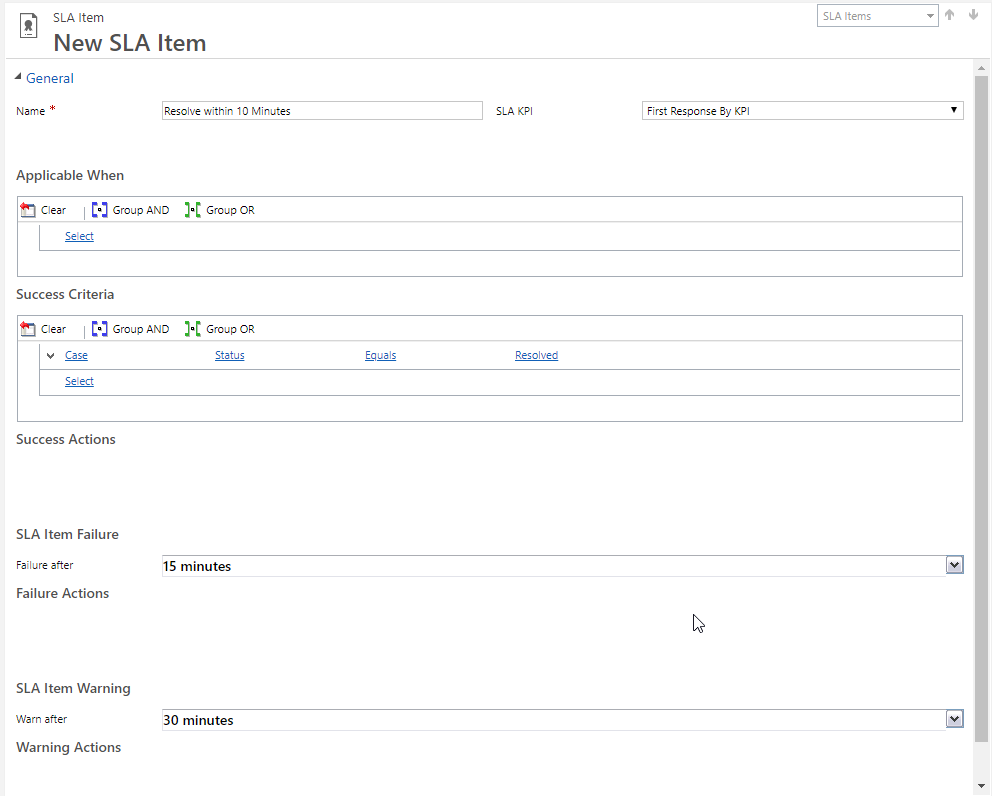 SLA Item
SLA Items
New SLA Item
General
Name * Resolve within 10 Minutes SLA KPI First Response By KPI
Applicable When
Clear Group AND Group OR
Select
Success Criteria
Clear Group AND Group OR
Case Status Equals Resolved
Select
Success Actions
SLA Item Failure
Failure after 15 minutes
Failure Actions
SLA Item Warning
Warn after 30 minutes
Warning Actions